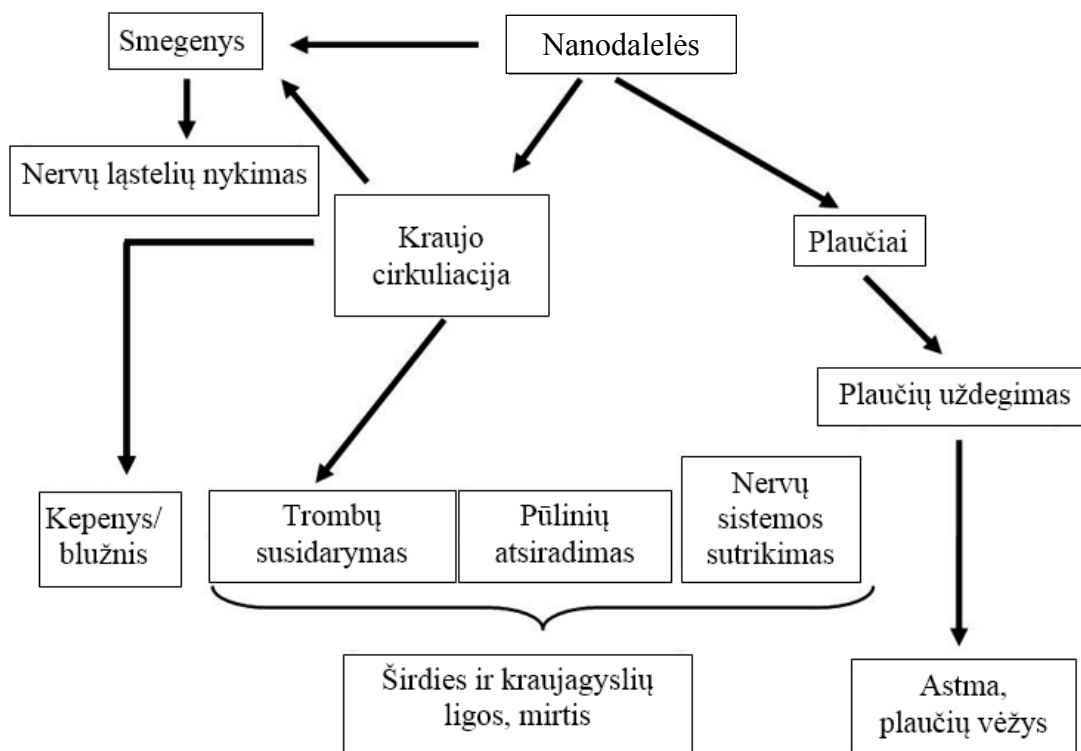 Smegenys
Nanodalelės
Nervų ląstelių nykimas
Kraujo
cirkuliacija
Plaučiai
Plaučių uždegimas
Kepenys/
blužnis
Trombų
susidarymas
Pūlinių
atsiradimas
Nervų
sistemos
sutrikimas
Širdies ir kraujagyslių
ligos, mirtis
Astma,
plaučių vėžys